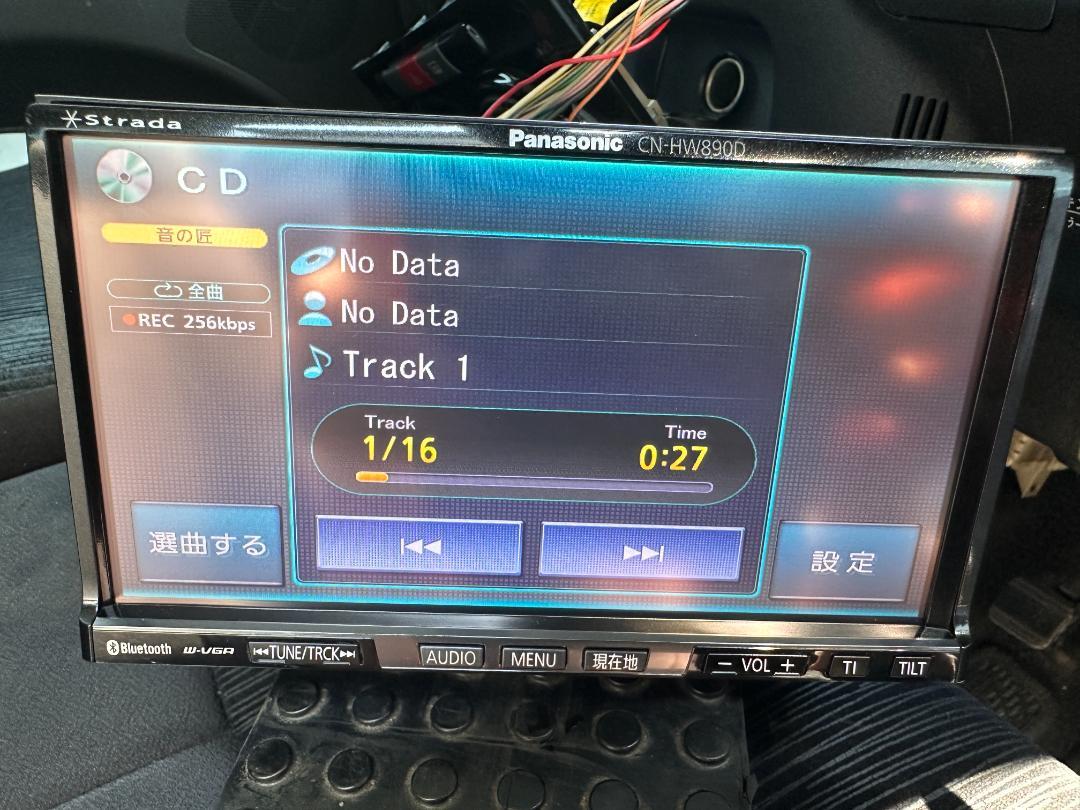 Strada
Panasonic CN-HW890D
CD
音の匠
全曲
REC 256kbps
No Data
No Data
Track 1
Track
1/16
Time
0:27
選曲する
設定
Bluetooth
W-VGA
TUNE/TRCK
AUDIO
MENU
現在地
− VOL +
TI
TILT